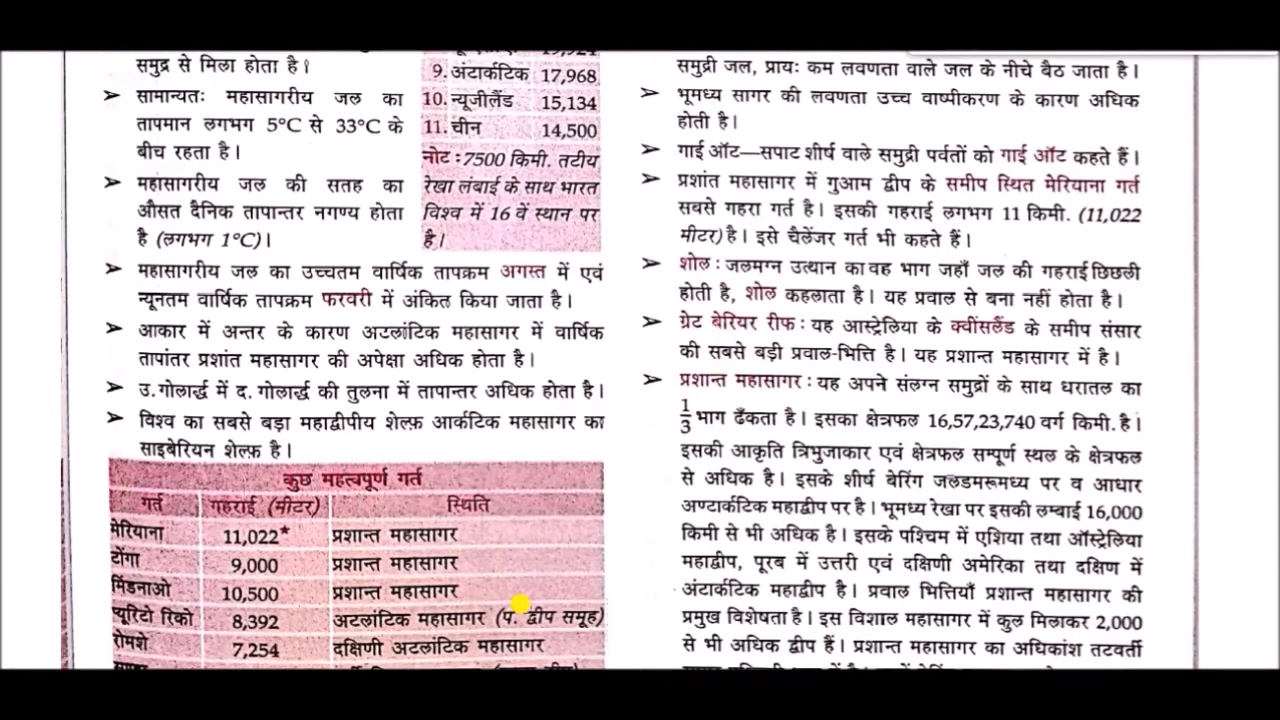 समुद्र से मिला होता है।
➢ सामान्यतः महासागरीय जल का
तापमान लगभग 5°C से 33°C के
बीच रहता है।
➢ महासागरीय जल की सतह का
औसत दैनिक तापान्तर नगण्य होता
है (लगभग 1°C)।
9. अंटार्कटिक 17,968
10. न्यूजीलैंड 15,134
11. चीन 14,500
नोट : 7500 किमी. तटीय
रेखा लंबाई के साथ भारत
विश्व में 16 वें स्थान पर
है।
➢ महासागरीय जल का उच्चतम वार्षिक तापक्रम अगस्त में एवं
न्यूनतम वार्षिक तापक्रम फरवरी में अंकित किया जाता है।
➢ आकार में अन्तर के कारण अटलांटिक महासागर में वार्षिक
तापांतर प्रशांत महासागर की अपेक्षा अधिक होता है।
➢ उ. गोलार्द्ध में द. गोलार्द्ध की तुलना में तापान्तर अधिक होता है।
➢ विश्व का सबसे बड़ा महाद्वीपीय शेल्फ़ आर्कटिक महासागर का
साइबेरियन शेल्फ़ है।
कुछ महत्वपूर्ण गर्त
गर्त गहराई (मीटर) स्थिति
मेरियाना 11,022* प्रशान्त महासागर
टोंगा 9,000 प्रशान्त महासागर
मिंडनाओ 10,500 प्रशान्त महासागर
प्यूरिटो रिको 8,392 अटलांटिक महासागर (प. द्वीप समूह)
रोमशे 7,254 दक्षिणी अटलांटिक महासागर
समुद्री जल, प्रायः कम लवणता वाले जल के नीचे बैठ जाता है।
➢ भूमध्य सागर की लवणता उच्च वाष्पीकरण के कारण अधिक
होती है।
➢ गाई ऑट—सपाट शीर्ष वाले समुद्री पर्वतों को गाई ऑट कहते हैं।
➢ प्रशांत महासागर में गुआम द्वीप के समीप स्थित मेरियाना गर्त
सबसे गहरा गर्त है। इसकी गहराई लगभग 11 किमी. (11,022
मीटर) है। इसे चैलेंजर गर्त भी कहते हैं।
➢ शोल : जलमग्न उत्थान का वह भाग जहाँ जल की गहराई छिछली
होती है, शोल कहलाता है। यह प्रवाल से बना नहीं होता है।
➢ ग्रेट बेरियर रीफ : यह आस्ट्रेलिया के क्वींसलैंड के समीप संसार
की सबसे बड़ी प्रवाल-भित्ति है। यह प्रशान्त महासागर में है।
➢ प्रशान्त महासागर : यह अपने संलग्न समुद्रों के साथ धरातल का
1/3 भाग ढँकता है। इसका क्षेत्रफल 16,57,23,740 वर्ग किमी. है।
इसकी आकृति त्रिभुजाकार एवं क्षेत्रफल सम्पूर्ण स्थल के क्षेत्रफल
से अधिक है। इसके शीर्ष बेरिंग जलडमरूमध्य पर व आधार
अण्टार्कटिक महाद्वीप पर है। भूमध्य रेखा पर इसकी लम्बाई 16,000
किमी से भी अधिक है। इसके पश्चिम में एशिया तथा ऑस्ट्रेलिया
महाद्वीप, पूरब में उत्तरी एवं दक्षिणी अमेरिका तथा दक्षिण में
अंटार्कटिक महाद्वीप है। प्रवाल भित्तियाँ प्रशान्त महासागर की
प्रमुख विशेषता है। इस विशाल महासागर में कुल मिलाकर 2,000
से भी अधिक द्वीप हैं। प्रशान्त महासागर का अधिकांश तटवर्ती